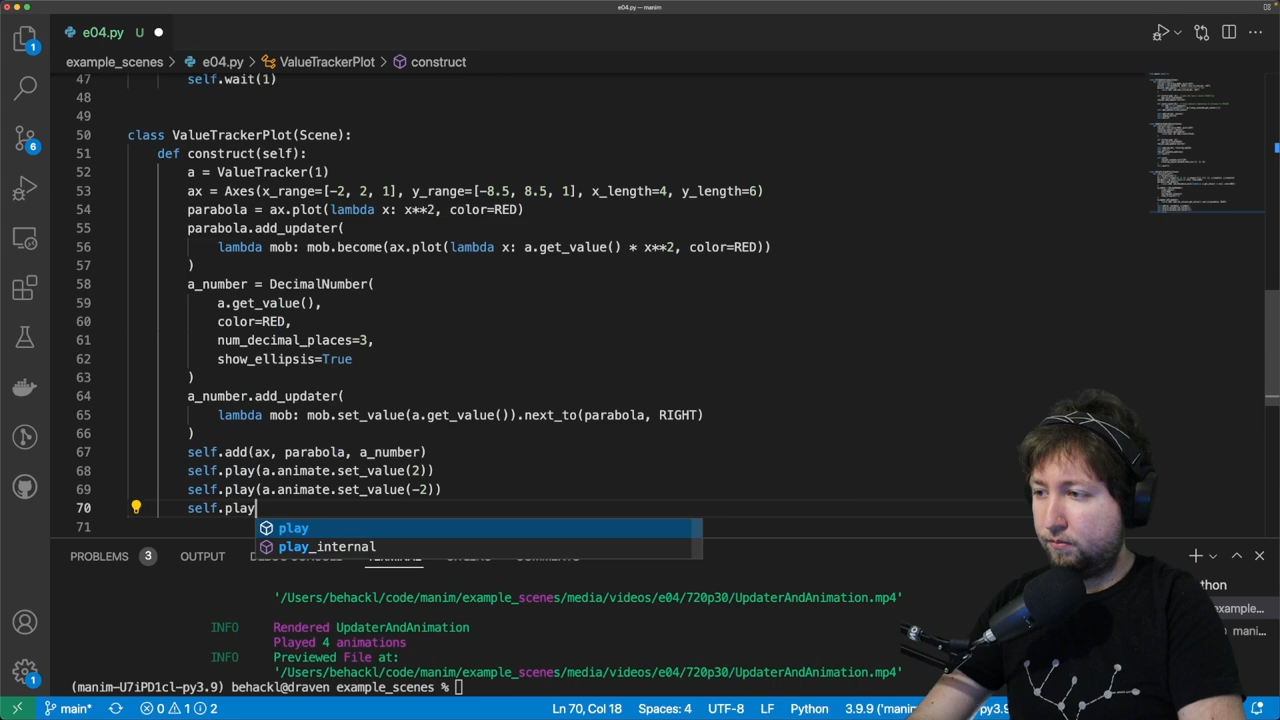 e04.py — manim
e04.py U
example_scenes > e04.py > ValueTrackerPlot > construct
47 self.wait(1)
48
49
50 class ValueTrackerPlot(Scene):
51 def construct(self):
52 a = ValueTracker(1)
53 ax = Axes(x_range=[-2, 2, 1], y_range=[-8.5, 8.5, 1], x_length=4, y_length=6)
54 parabola = ax.plot(lambda x: x**2, color=RED)
55 parabola.add_updater(
56 lambda mob: mob.become(ax.plot(lambda x: a.get_value() * x**2, color=RED))
57 )
58 a_number = DecimalNumber(
59 a.get_value(),
60 color=RED,
61 num_decimal_places=3,
62 show_ellipsis=True
63 )
64 a_number.add_updater(
65 lambda mob: mob.set_value(a.get_value()).next_to(parabola, RIGHT)
66 )
67 self.add(ax, parabola, a_number)
68 self.play(a.animate.set_value(2))
69 self.play(a.animate.set_value(-2))
70 self.play
71
play
play_internal
1
6
1
PROBLEMS 3 OUTPUT
'/Users/behackl/code/manim/example_scenes/media/videos/e04/720p30/UpdaterAndAnimation.mp4'
INFO Rendered UpdaterAndAnimation
Played 4 animations
INFO Previewed File at:
'/Users/behackl/code/manim/example_scenes/media/videos/e04/720p30/UpdaterAndAnimation.mp4'
(manim-U7iPD1cl-py3.9) behackl@draven example_scenes %
thon
example...
mani...
main* 0 1 2 Ln 70, Col 18 Spaces: 4 UTF-8 LF Python 3.9.9 ('manim